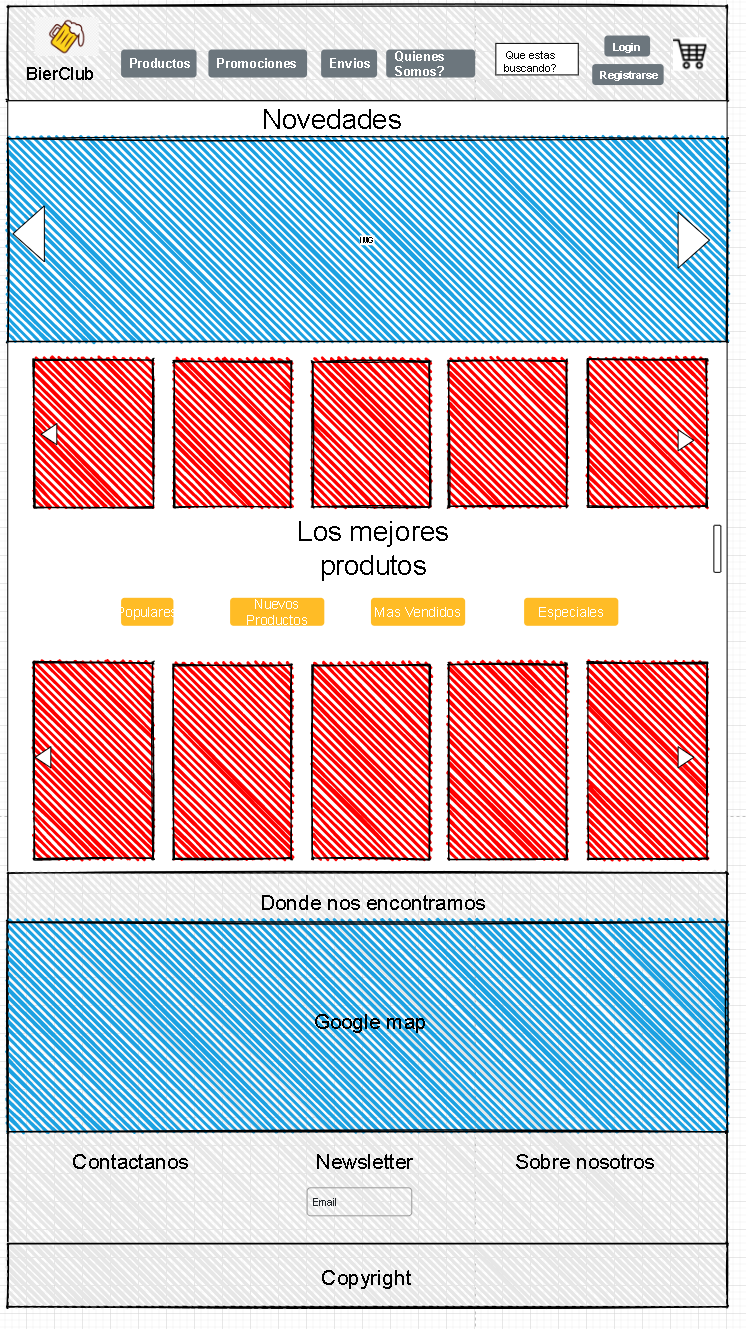 BierClub
Productos
Promociones
Envios
Quienes
Somos?
Que estas
buscando?
Login
Registrarse
Novedades
IMG
Los mejores
produtos
Populares
Nuevos
Productos
Mas Vendidos
Especiales
Donde nos encontramos
Google map
Contactanos
Newsletter
Sobre nosotros
Email
Copyright